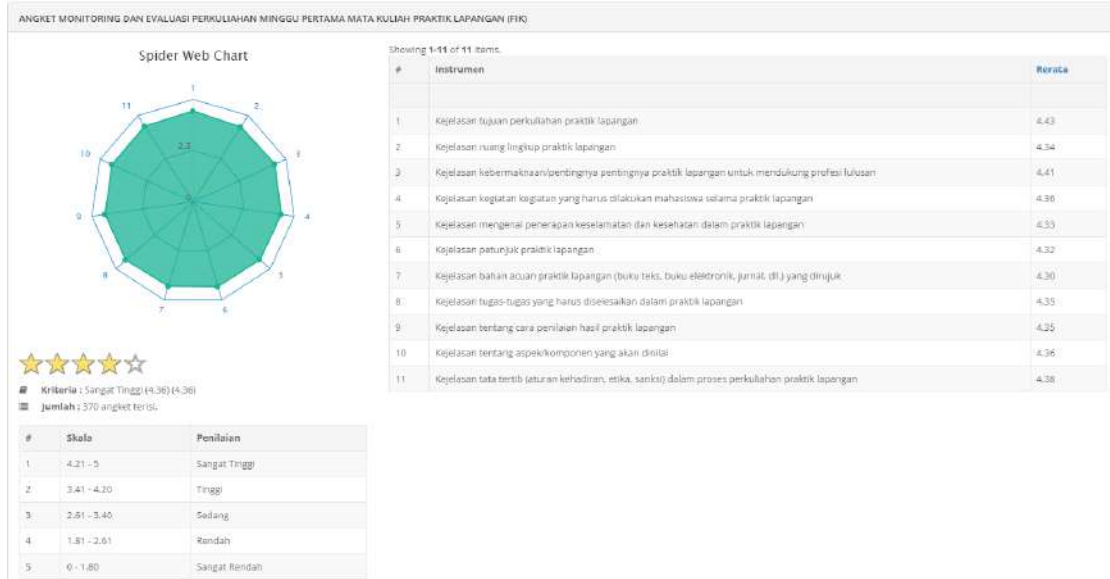 ANGKET MONITORING DAN EVALUASI PERKULIAHAN MINGGU PERTAMA MATA KULIAH PRAKTIK LAPANGAN (FIK)
Spider Web Chart
1
2
3
4
5
6
7
8
9
10
11
2.5
0
Kriteria : Sangat Tinggi (4.36) (4.36)
Jumlah : 370 angket terisi.
# Skala Penilaian
1 4.21 - 5 Sangat Tinggi
2 3.41 - 4.20 Tinggi
3 2.61 - 3.40 Sedang
4 1.81 - 2.61 Rendah
5 0 - 1.80 Sangat Rendah
Showing 1-11 of 11 items.
# Instrumen Rerata
1 Kejelasan tujuan perkuliahan praktik lapangan 4.43
2 Kejelasan ruang lingkup praktik lapangan 4.34
3 Kejelasan kebermaknaan/pentingnya pentingnya praktik lapangan untuk mendukung profesi lulusan 4.41
4 Kejelasan kegiatan kegiatan yang harus dilakukan mahasiswa selama praktik lapangan 4.36
5 Kejelasan mengenai penerapan keselamatan dan kesehatan dalam praktik lapangan 4.33
6 Kejelasan petunjuk praktik lapangan 4.32
7 Kejelasan bahan acuan praktik lapangan (buku teks, buku elektronik, jurnal, dll.) yang dirujuk 4.30
8 Kejelasan tugas-tugas yang harus diselesaikan dalam praktik lapangan 4.35
9 Kejelasan tentang cara penilaian hasil praktik lapangan 4.35
10 Kejelasan tentang aspek/komponen yang akan dinilai 4.36
11 Kejelasan tata tertib (aturan kehadiran, etika, sanksi) dalam proses perkuliahan praktik lapangan 4.38